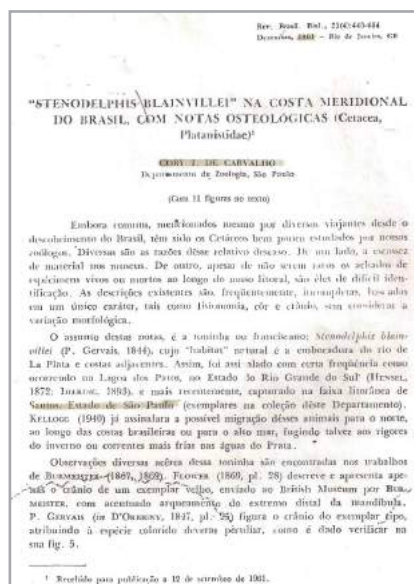 Rev. Brasil. Biol., 21(4):443-454
Dezembro, 1961 — Rio de Janeiro, GB
"STENODELPHIS BLAINVILLEI" NA COSTA MERIDIONAL
DO BRASIL, COM NOTAS OSTEOLÓGICAS (Cetacea,
Platanistidae)¹
CORY T. DE CARVALHO
Departamento de Zoologia, São Paulo
(Com 11 figuras no texto)
Embora comuns, mencionados mesmo por diversos viajantes desde o
descobrimento do Brasil, têm sido os Cetáceos bem pouco estudados por nossos
zoólogos. Diversas são as razões dêsse relativo descaso. De um lado, a escassez
de material nos museus. De outro, apesar de não serem raros os achados de
espécimens vivos ou mortos ao longo do nosso litoral, são êles de difícil iden-
tificação. As descrições existentes são, freqüentemente, incompletas, baseadas
em um único caráter, tais como fisionomia, côr e crânio, sem considerar a
variação morfológica.
O assunto destas notas, é a toninha ou franciscano: Stenodelphis blain-
villei (P. Gervais, 1844), cujo "habitat" natural é a embocadura do rio de
La Plata e costas adjacentes. Assim, foi assi alado com certa freqüência como
ocorrendo na Lagoa dos Patos, no Estado do Rio Grande do Sul (HENSEL,
1872; IHERING, 1893), e mais recentemente, capturado na faixa litorânea de
Santos, Estado de São Paulo (exemplares na coleção dêste Departamento).
KELLOGG (1940) já assinalara a possível migração dêsses animais para o norte,
ao longo das costas brasileiras ou para o alto mar, fugindo talvez aos rigores
do inverno ou correntes mais frias nas águas do Prata.
Observações diversas acêrca dessa toninha são encontradas nos trabalhos
de BURMEISTER (1867, 1869). FLOWER (1869, pl. 28) descreve e apresenta ape-
nas o crânio de um exemplar velho, enviado ao British Museum por BUR-
MEISTER, com acentuado arqueamento do extremo distal da mandíbula.
P. GERVAIS (in D'ORBIGNY, 1847, pl. 23) figura o crânio do exemplar tipo,
atribuindo à espécie colorido deveras peculiar, como é dado verificar na
sua fig. 5.
¹ Recebido para publicação a 12 de setembro de 1961.